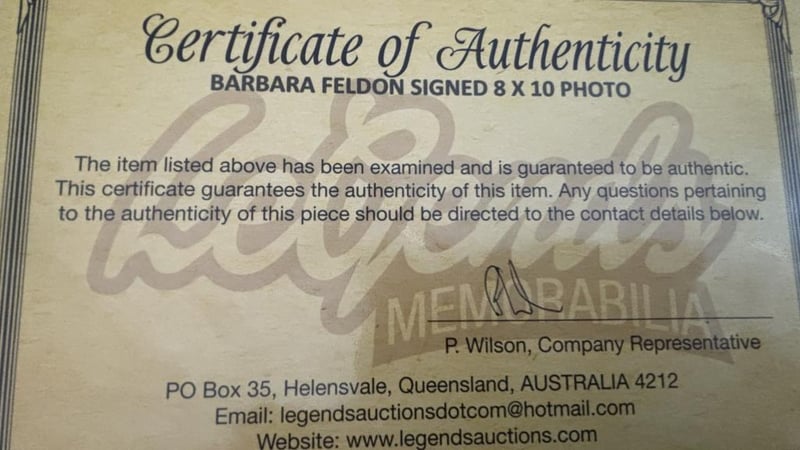 Certificate of Authenticity
BARBARA FELDON SIGNED 8 X 10 PHOTO
Legends
MEMORABILIA
The item listed above has been examined and is guaranteed to be authentic.
This certificate guarantees the authenticity of this item. Any questions pertaining
to the authenticity of this piece should be directed to the contact details below.
P. Wilson, Company Representative
PO Box 35, Helensvale, Queensland, AUSTRALIA 4212
Email: legendsauctionsdotcom@hotmail.com
Website: www.legendsauctions.com